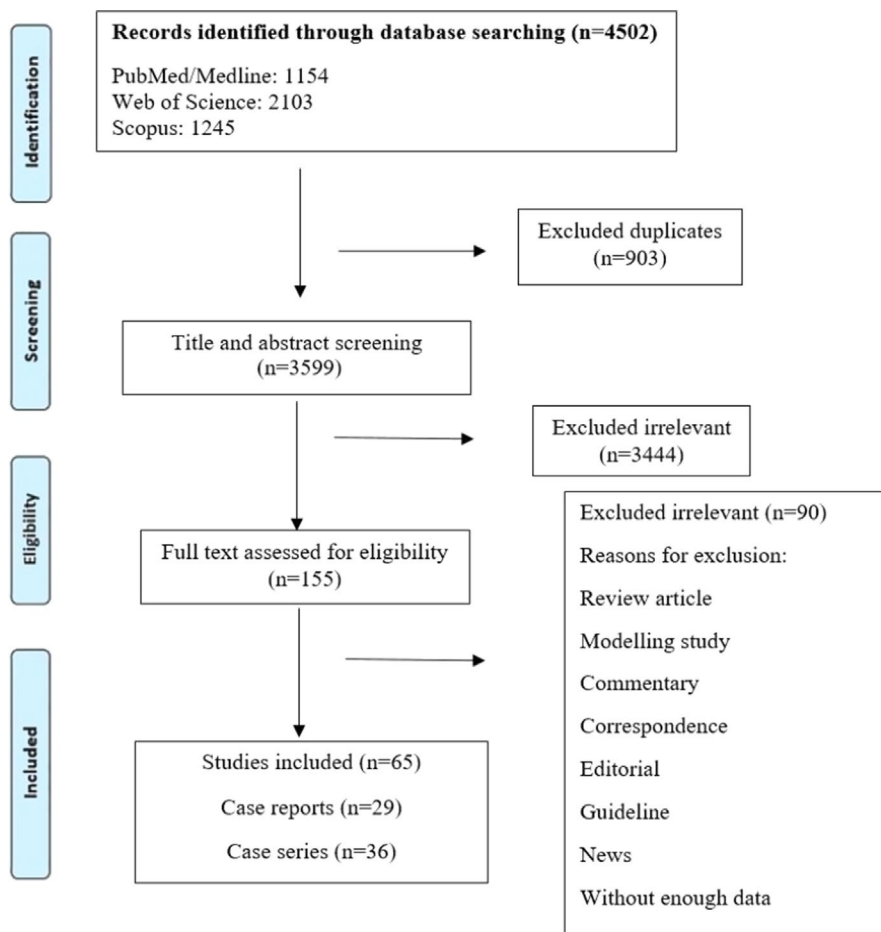 Identification
Records identified through database searching (n=4502)
PubMed/Medline: 1154
Web of Science: 2103
Scopus: 1245
Excluded duplicates
(n=903)
Screening
Title and abstract screening
(n=3599)
Excluded irrelevant
(n=3444)
Eligibility
Full text assessed for eligibility
(n=155)
Excluded irrelevant (n=90)
Reasons for exclusion:
Review article
Modelling study
Commentary
Correspondence
Editorial
Guideline
News
Without enough data
Included
Studies included (n=65)
Case reports (n=29)
Case series (n=36)